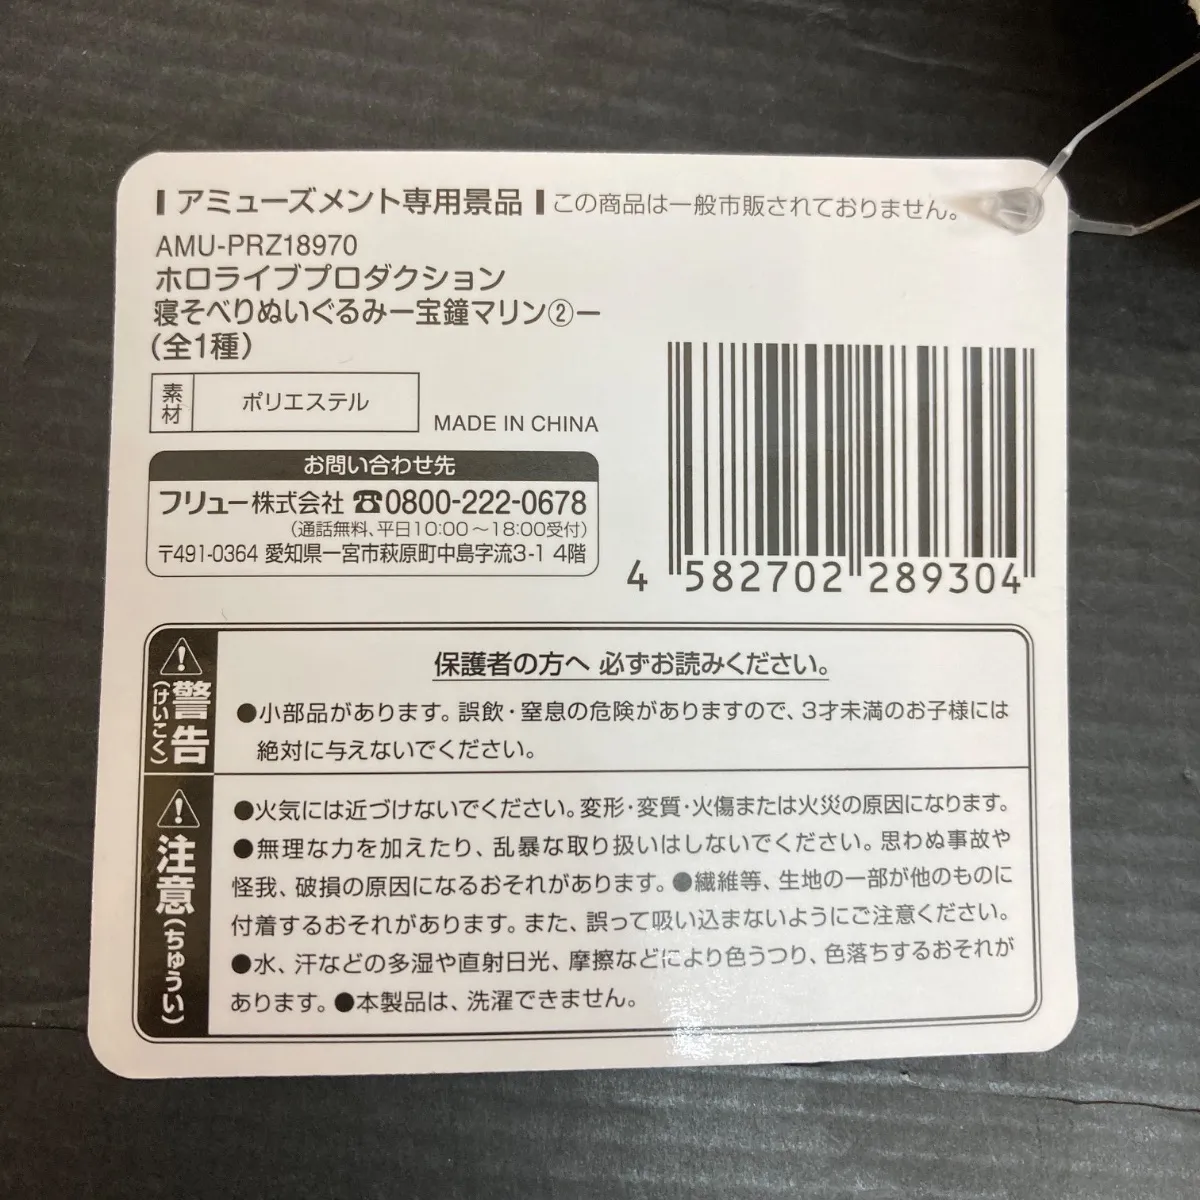 アミューズメント専用景品 この商品は一般市販されておりません。
AMU-PRZ18970
ホロライブプロダクション
寝そべりぬいぐるみー宝鐘マリン②ー
(全1種)
素材 ポリエステル
MADE IN CHINA
お問い合わせ先
フリュー株式会社 ☎0800-222-0678
(通話無料、平日10:00～18:00受付)
〒491-0364 愛知県一宮市萩原町中島字流3-1 4階
4 582702 289304
警告(けいこく)
保護者の方へ 必ずお読みください。
●小部品があります。誤飲・窒息の危険がありますので、3才未満のお子様には
絶対に与えないでください。
注意(ちゅうい)
●火気には近づけないでください。変形・変質・火傷または火災の原因になります。
●無理な力を加えたり、乱暴な取り扱いはしないでください。思わぬ事故や
怪我、破損の原因になるおそれがあります。●繊維等、生地の一部が他のものに
付着するおそれがあります。また、誤って吸い込まないようにご注意ください。
●水、汗などの多湿や直射日光、摩擦などにより色うつり、色落ちするおそれが
あります。●本製品は、洗濯できません。